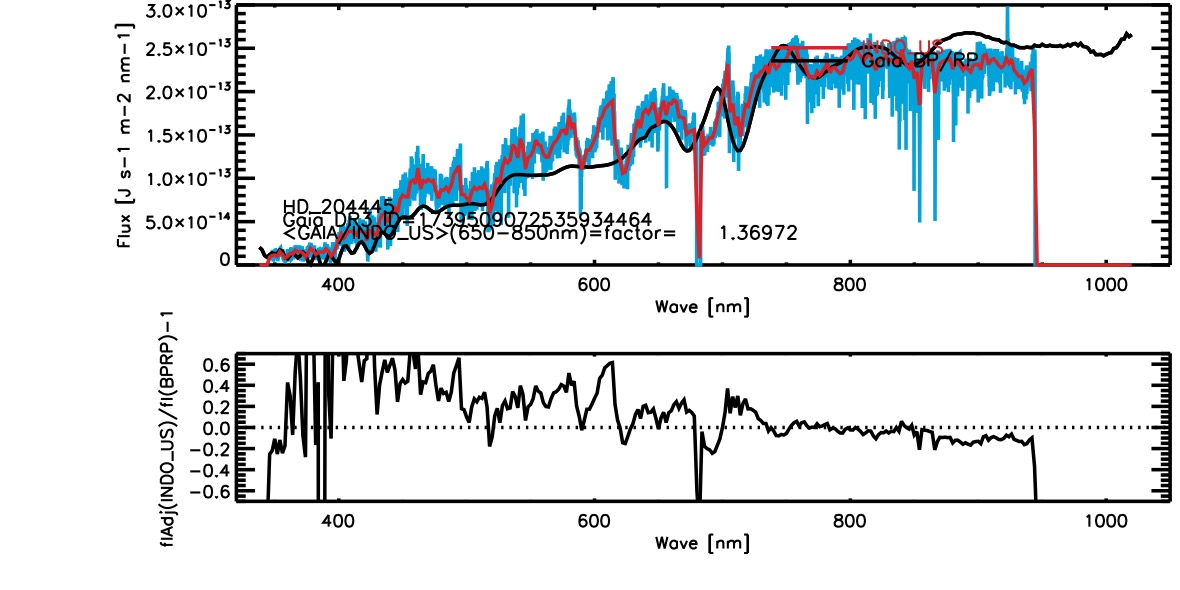 3.0×10−13
2.5×10−13
2.0×10−13
1.5×10−13
1.0×10−13
5.0×10−14
0
Flux [J s−1 m−2 nm−1]
INDO_US
Gaia BP/RP
HD_204445
Gaia DR3 ID=1739509072535934464
<GAIA/INDO_US>(650−850nm)=factor= 1.36972
400 600 800 1000
Wave [nm]
flAdj(INDO_US)/fl(BPRP)−1
0.6
0.4
0.2
0.0
−0.2
−0.4
−0.6
400 600 800 1000
Wave [nm]